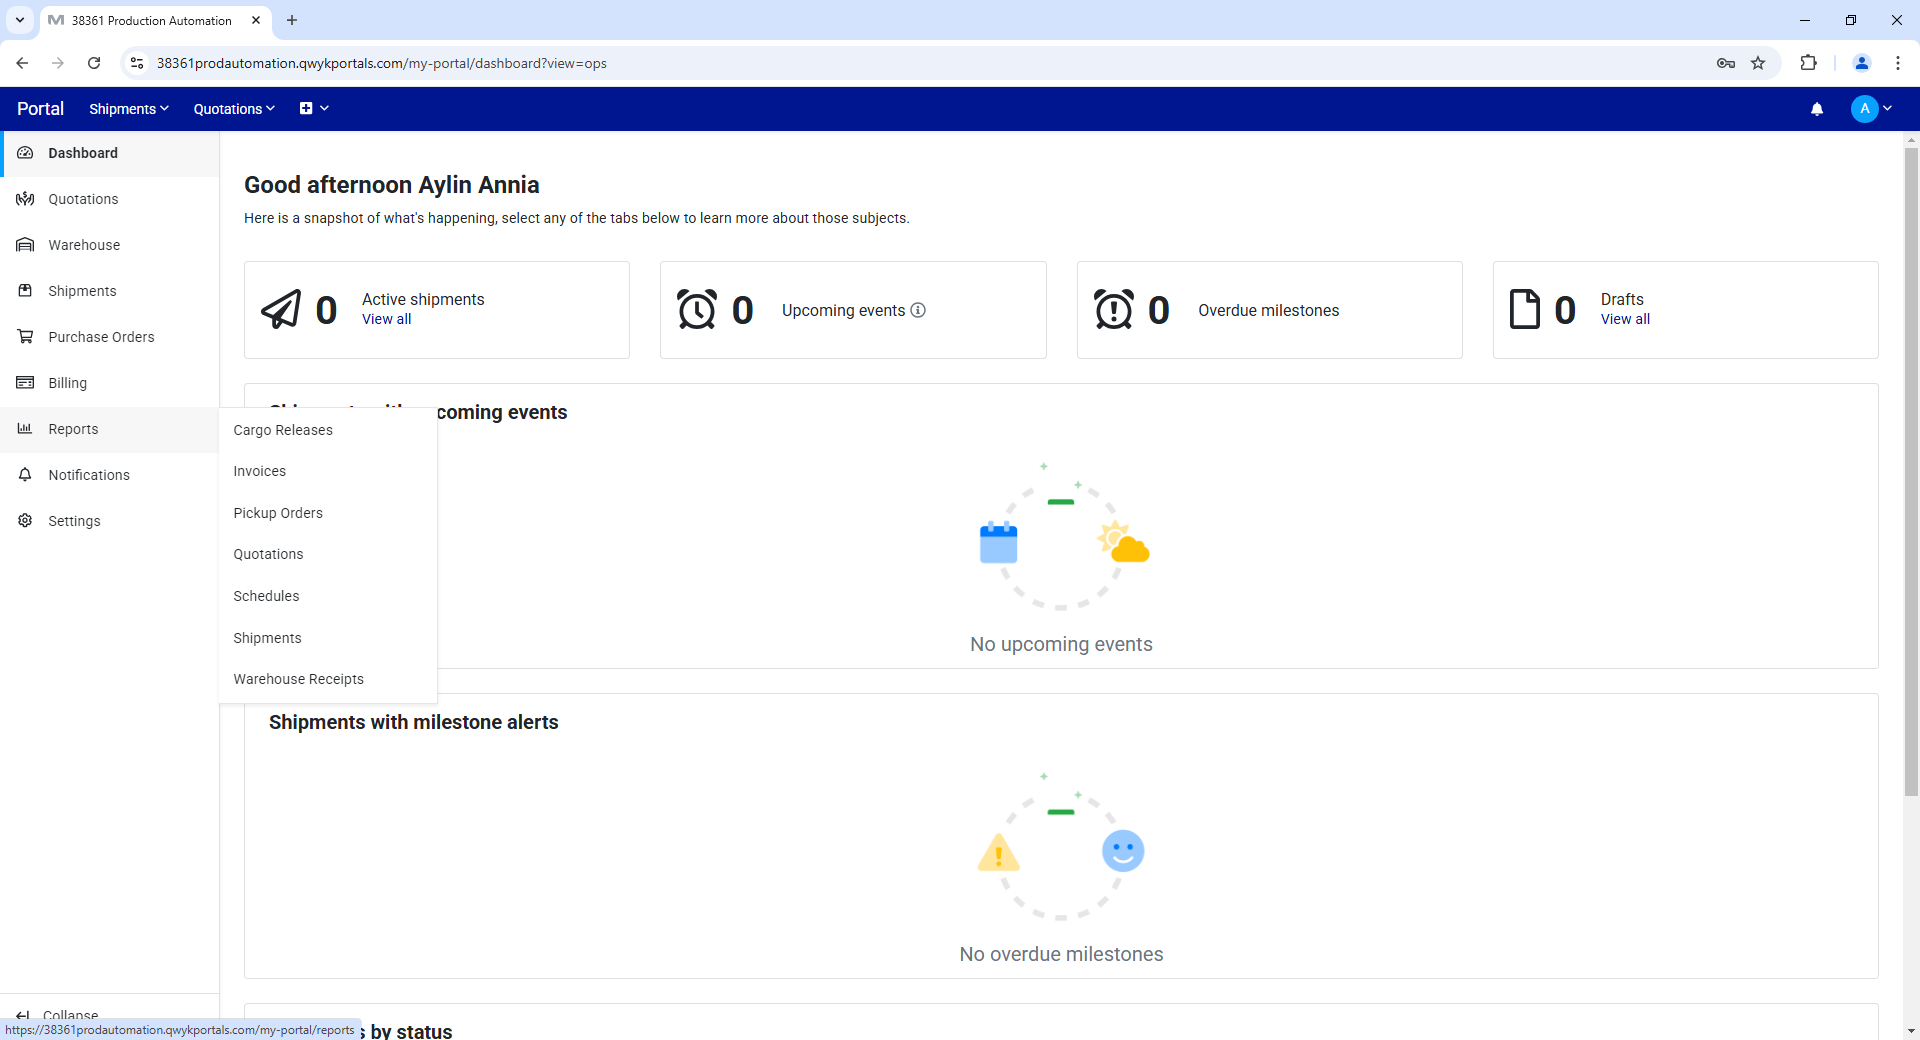 38361 Production Automation
38361prodautomation.qwykportals.com/my-portal/dashboard?view=ops
Portal
Shipments
Quotations
A
Dashboard
Quotations
Warehouse
Shipments
Purchase Orders
Billing
Reports
Notifications
Settings
Collapse
Cargo Releases
Invoices
Pickup Orders
Quotations
Schedules
Shipments
Warehouse Receipts
Good afternoon Aylin Annia
Here is a snapshot of what's happening, select any of the tabs below to learn more about those subjects.
0
Active shipments
View all
0
Upcoming events
0
Overdue milestones
0
Drafts
View all
coming events
No upcoming events
Shipments with milestone alerts
No overdue milestones
s by status
https://38361prodautomation.qwykportals.com/my-portal/reports